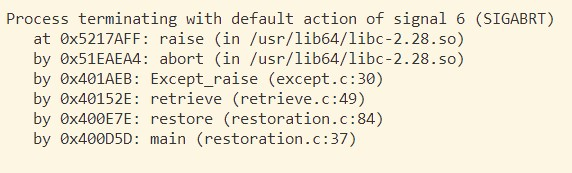 Process terminating with default action of signal 6 (SIGABRT)
at 0x5217AFF: raise (in /usr/lib64/libc-2.28.so)
by 0x51EAEA4: abort (in /usr/lib64/libc-2.28.so)
by 0x401AEB: Except_raise (except.c:30)
by 0x40152E: retrieve (retrieve.c:49)
by 0x400E7E: restore (restoration.c:84)
by 0x400D5D: main (restoration.c:37)